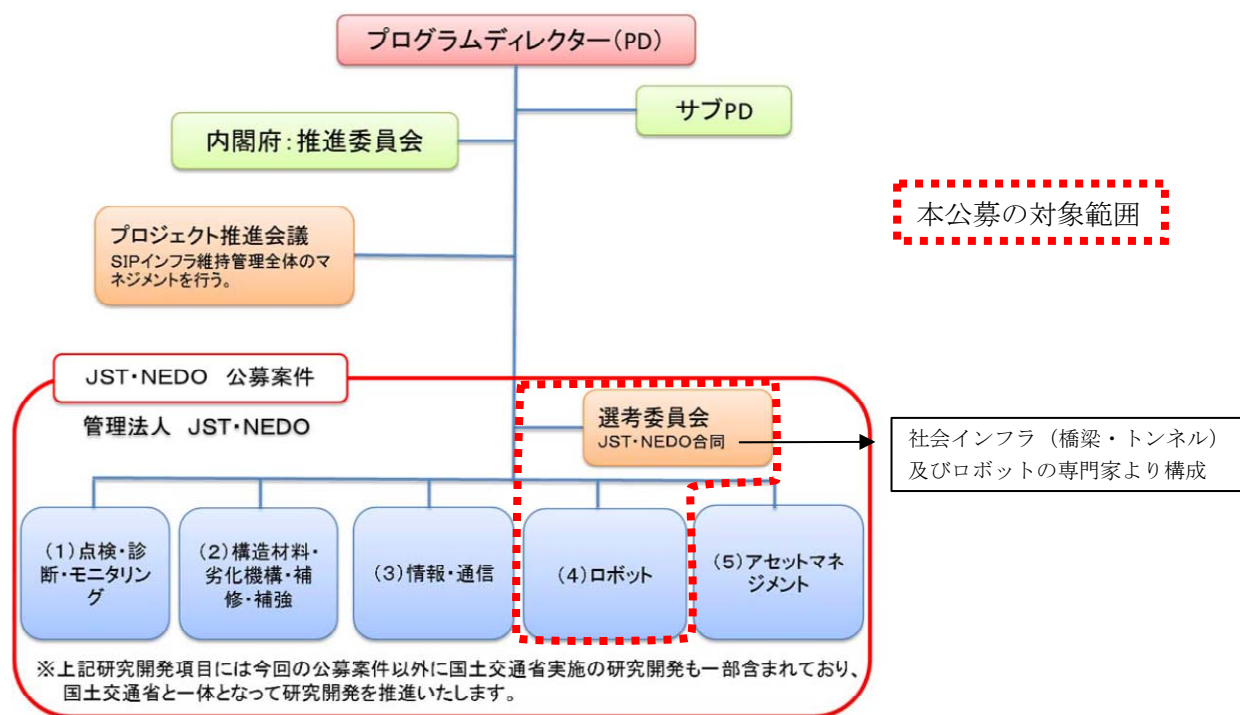 プログラムディレクター(PD)
サブPD
内閣府:推進委員会
本公募の対象範囲
プロジェクト推進会議
SIPインフラ維持管理全体のマ
ネジメントを行う。
JST・NEDO 公募案件
管理法人 JST・NEDO
選考委員会
JST・NEDO合同
社会インフラ(橋梁・トンネル)
及びロボットの専門家より構成
(1)点検・診
断・モニタリン
グ
(2)構造材料・
劣化機構・補
修・補強
(3)情報・通信
(4)ロボット
(5)アセットマネ
ジメント
※上記研究開発項目には今回の公募案件以外に国土交通省実施の研究開発も一部含まれており、
国土交通省と一体となって研究開発を推進いたします。